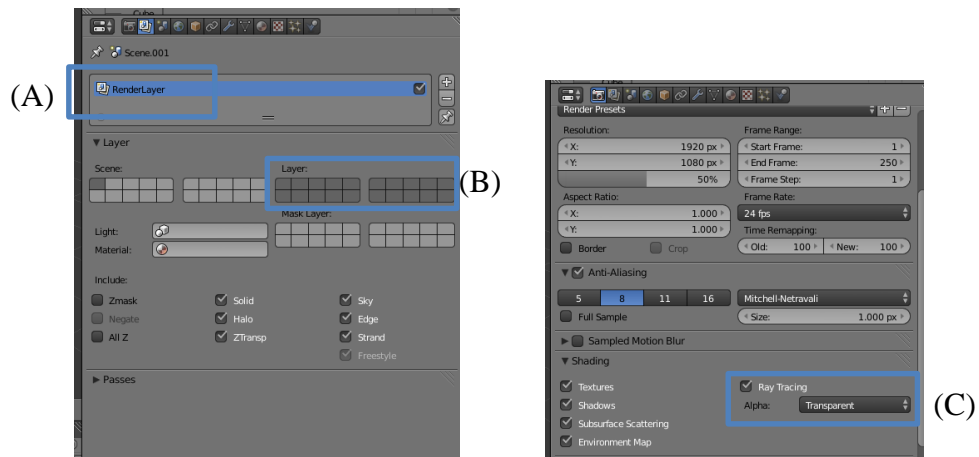 Cube
Scene.001
(A)
RenderLayer
Layer
Scene:
Layer:
(B)
Mask Layer:
Light:
Material:
Include:
Zmask
Solid
Sky
Negate
Halo
Edge
All Z
ZTransp
Strand
Freestyle
Passes
Render Presets
Resolution:
Frame Range:
X: 1920 px
Start Frame: 1
Y: 1080 px
End Frame: 250
50%
Frame Step: 1
Aspect Ratio:
Frame Rate:
X: 1.000
24 fps
Y: 1.000
Time Remapping:
Border
Crop
Old: 100
New: 100
Anti-Aliasing
5 8 11 16
Mitchell-Netravali
Full Sample
Size: 1.000 px
Sampled Motion Blur
Shading
Textures
Ray Tracing
Shadows
Alpha: Transparent
(C)
Subsurface Scattering
Environment Map